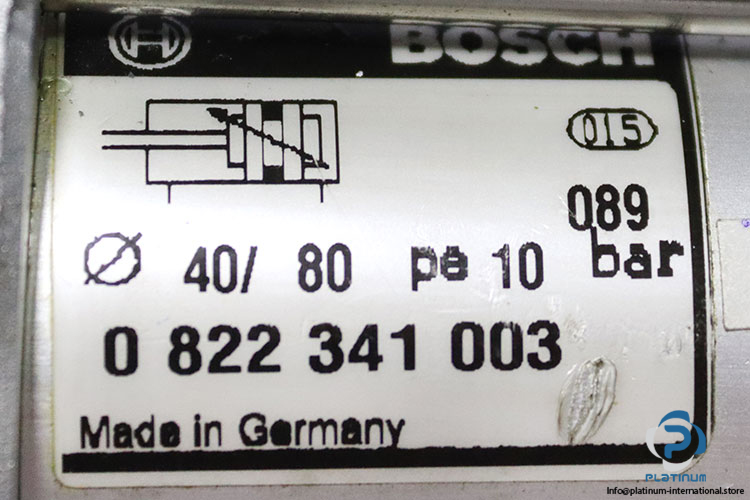 BOSCH
015
089
Ø 40/ 80 pe 10 bar
0 822 341 003
Made in Germany
PLATINUM
Info@platinum-international.store